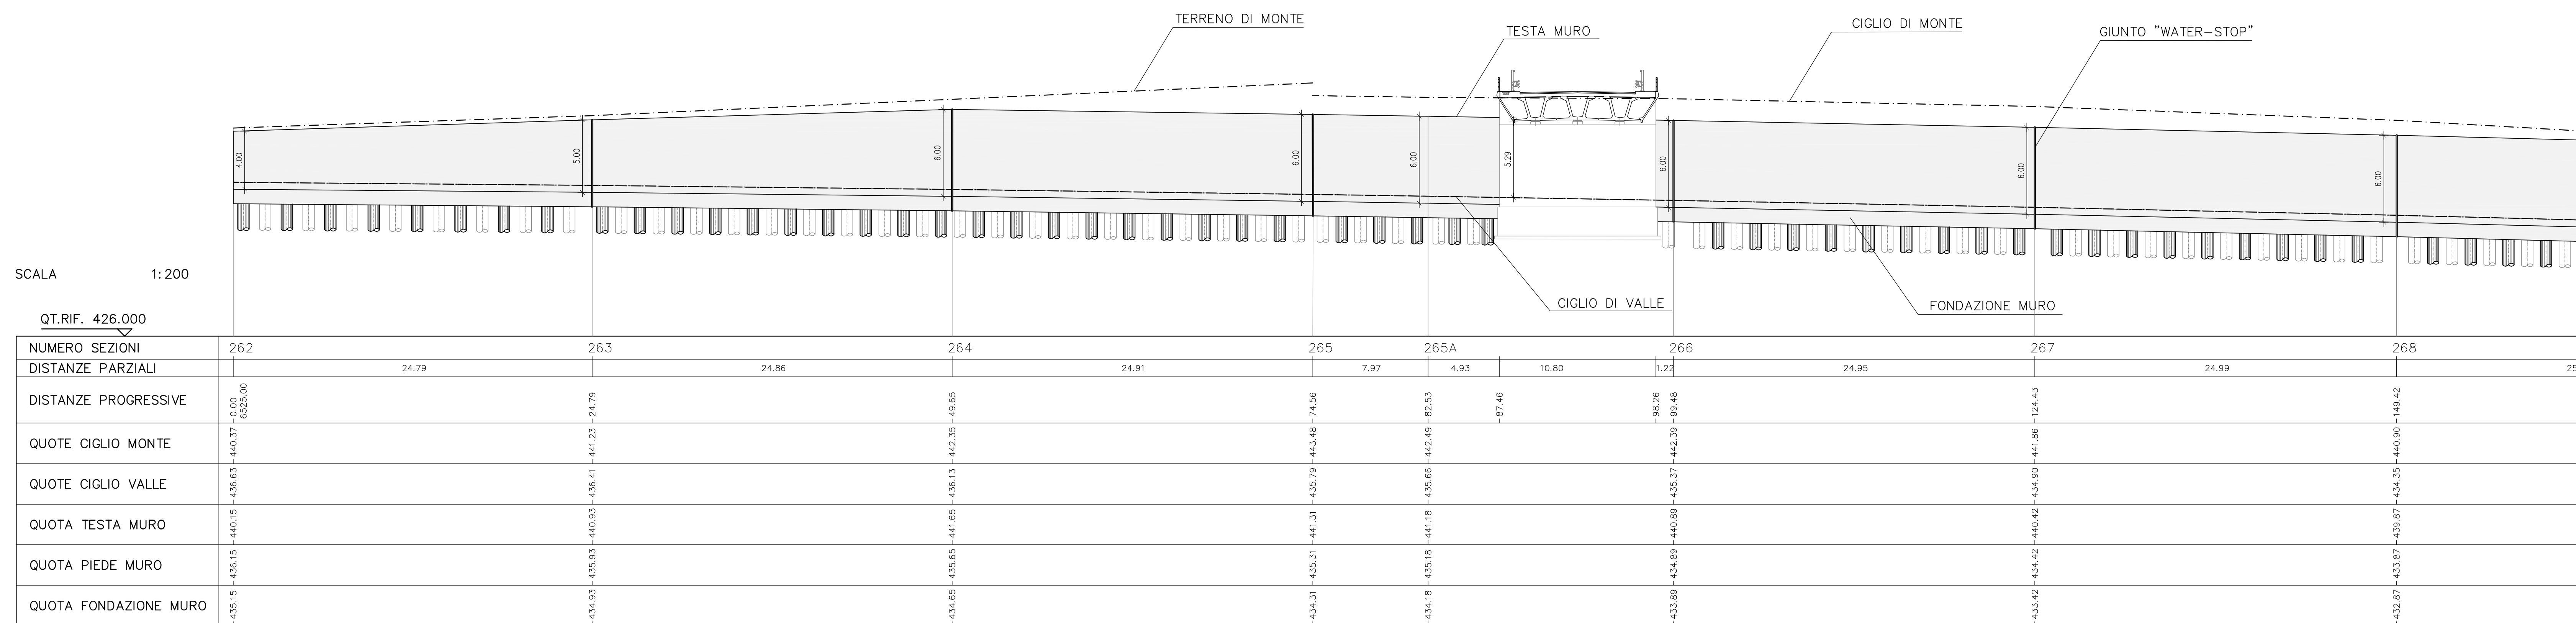 TERRENO DI MONTE
TESTA MURO
CIGLIO DI MONTE
GIUNTO "WATER-STOP"
4.00
5.00
6.00
6.00
6.00
5.29
6.00
6.00
6.00
SCALA 1:200
CIGLIO DI VALLE
FONDAZIONE MURO
QT.RIF. 426.000
NUMERO SEZIONI 262 263 264 265 265A 266 267 268
DISTANZE PARZIALI 24.79 24.86 24.91 7.97 4.93 10.80 1.22 24.95 24.99 25
DISTANZE PROGRESSIVE 0.00 6525.00 24.79 49.65 74.56 82.53 87.46 98.26 99.48 124.43 149.42
QUOTE CIGLIO MONTE 440.37 441.23 442.35 443.48 442.49 442.39 441.86 440.90
QUOTE CIGLIO VALLE 436.63 436.41 436.13 435.79 435.66 435.37 434.90 434.35
QUOTA TESTA MURO 440.15 440.93 441.65 441.31 441.18 440.89 440.42 439.87
QUOTA PIEDE MURO 436.15 435.93 435.65 435.31 435.18 434.89 434.42 433.87
QUOTA FONDAZIONE MURO 435.15 434.93 434.65 434.31 434.18 433.89 433.42 432.87